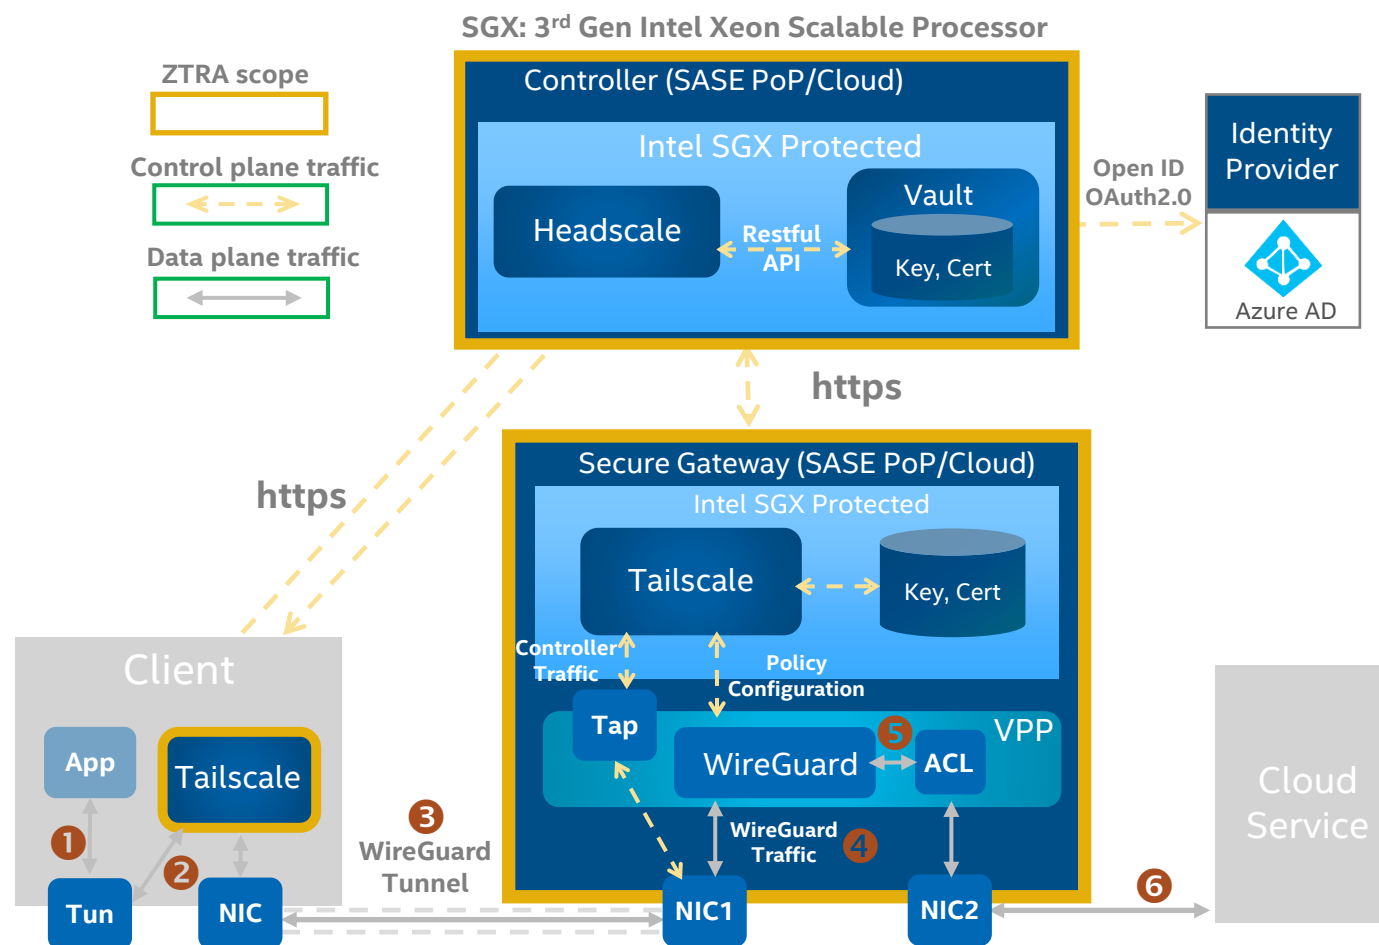 SGX: 3rd Gen Intel Xeon Scalable Processor
ZTRA scope
Control plane traffic
Data plane traffic
Controller (SASE PoP/Cloud)
Intel SGX Protected
Headscale
Restful
API
Vault
Key, Cert
Open ID
OAuth2.0
Identity
Provider
Azure AD
https
https
Secure Gateway (SASE PoP/Cloud)
Intel SGX Protected
Tailscale
Key, Cert
Controller
Traffic
Policy
Configuration
Tap
VPP
WireGuard
5
ACL
WireGuard
Traffic
4
NIC1
NIC2
Client
App
Tailscale
1
2
Tun
NIC
3
WireGuard
Tunnel
6
Cloud
Service